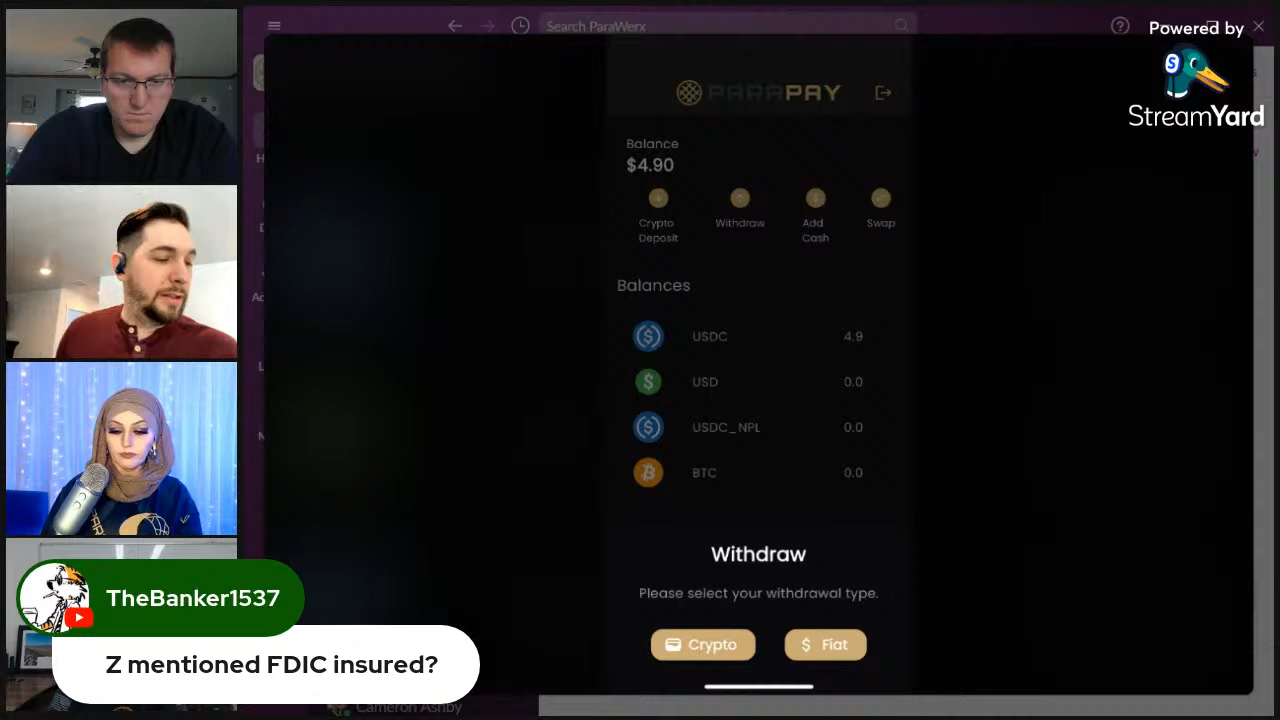 Search ParaWerx
Powered by
StreamYard
PARAPAY
Balance
$4.90
Crypto
Deposit
Withdraw
Add
Cash
Swap
Balances
USDC 4.9
USD 0.0
USDC_NPL 0.0
BTC 0.0
Withdraw
Please select your withdrawal type.
Crypto
Fiat
TheBanker1537
Z mentioned FDIC insured?
Cameron Ashby